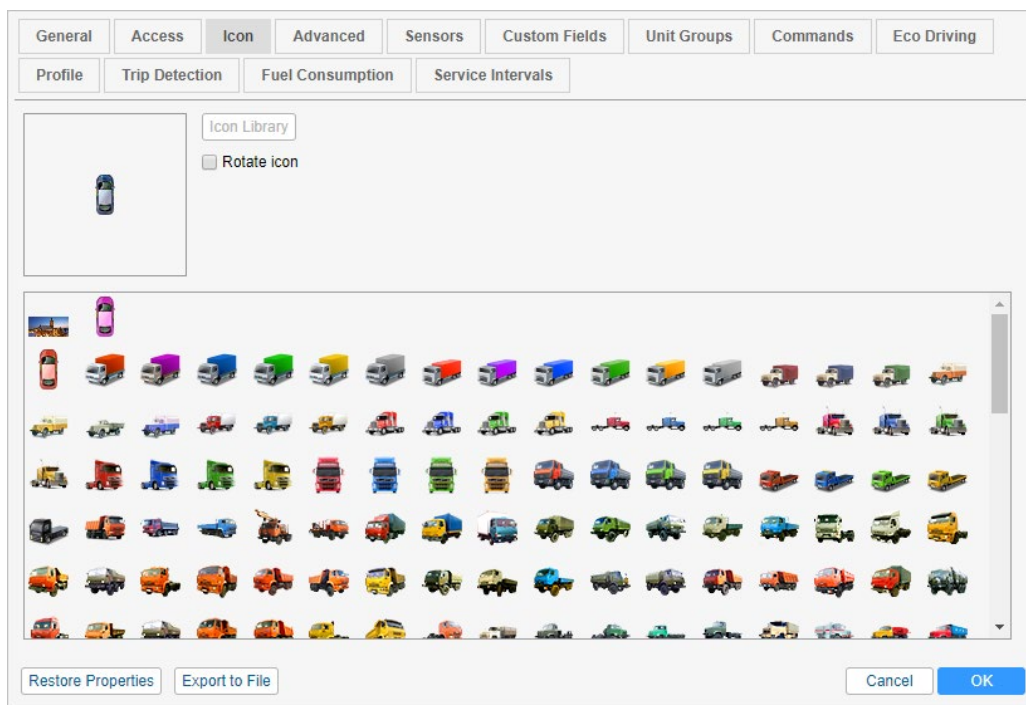 General Access Icon Advanced Sensors Custom Fields Unit Groups Commands Eco Driving
Profile Trip Detection Fuel Consumption Service Intervals
Icon Library
Rotate icon
Restore Properties Export to File Cancel OK